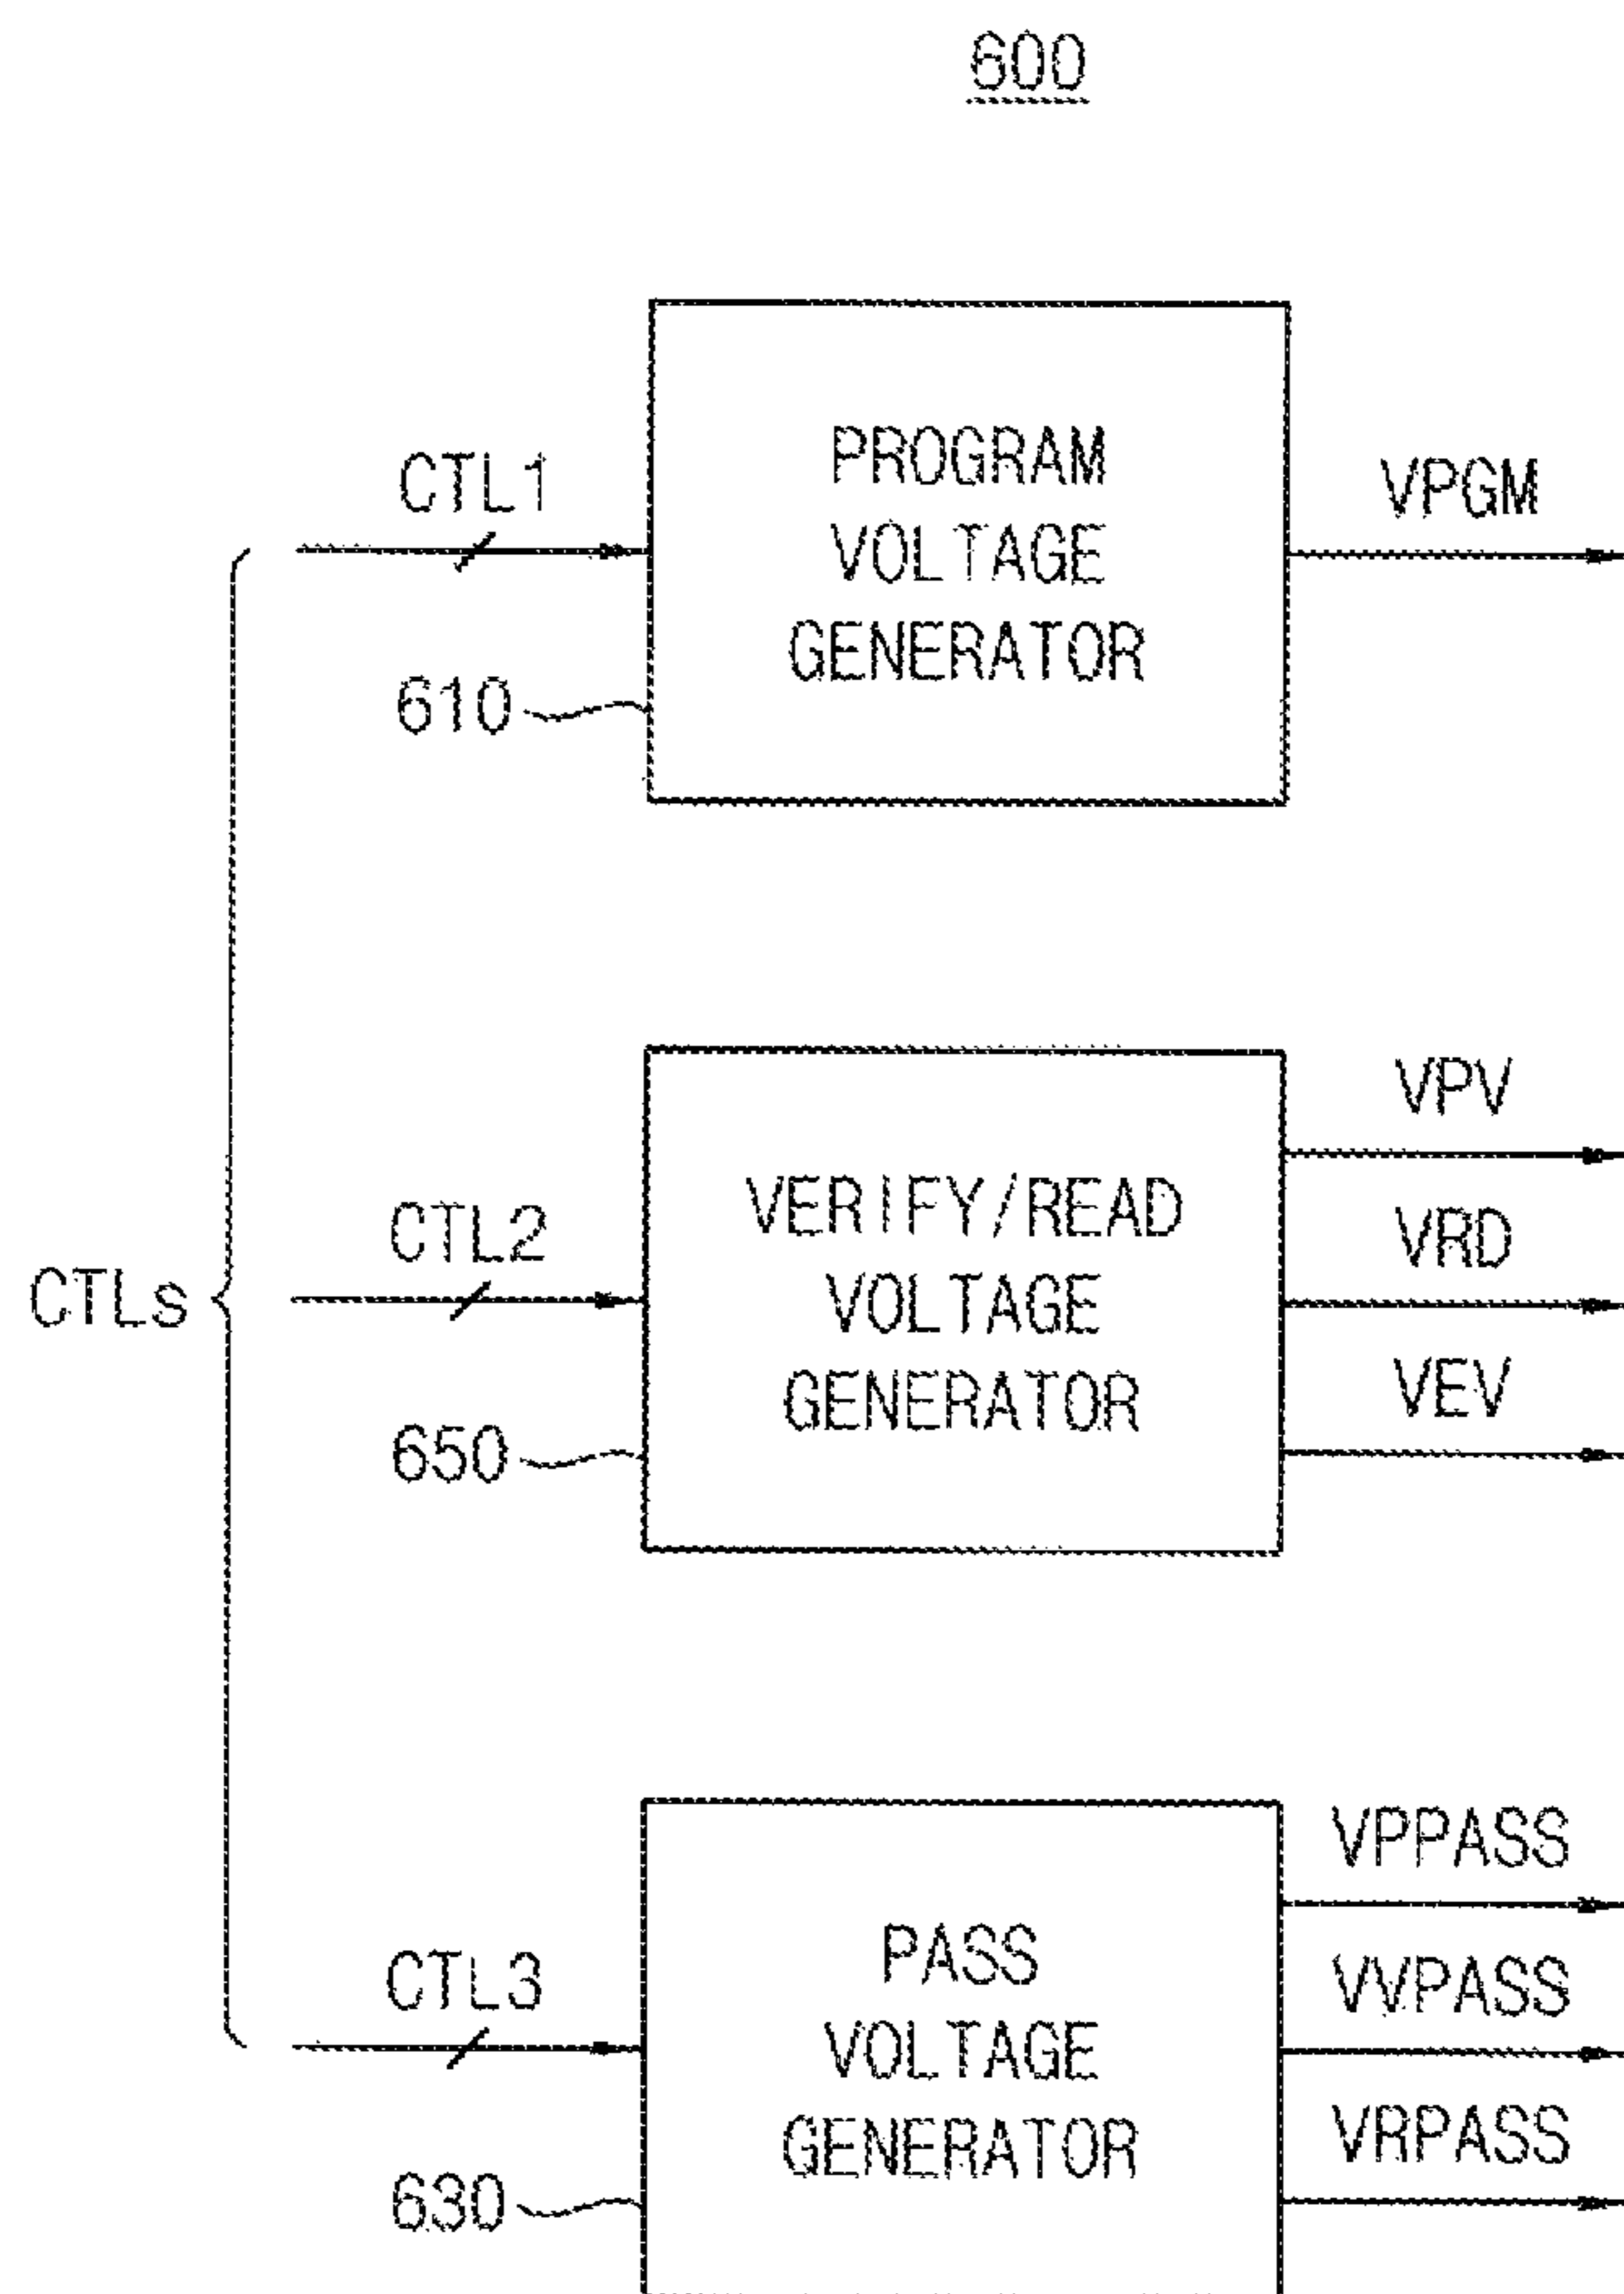 600
CTL1
PROGRAM
VOLTAGE
GENERATOR
VPGM
610
CTLs
CTL2
VERIFY/READ
VOLTAGE
GENERATOR
VPV
VRD
VEV
650
CTL3
PASS
VOLTAGE
GENERATOR
VPPASS
VVPASS
VRPASS
630